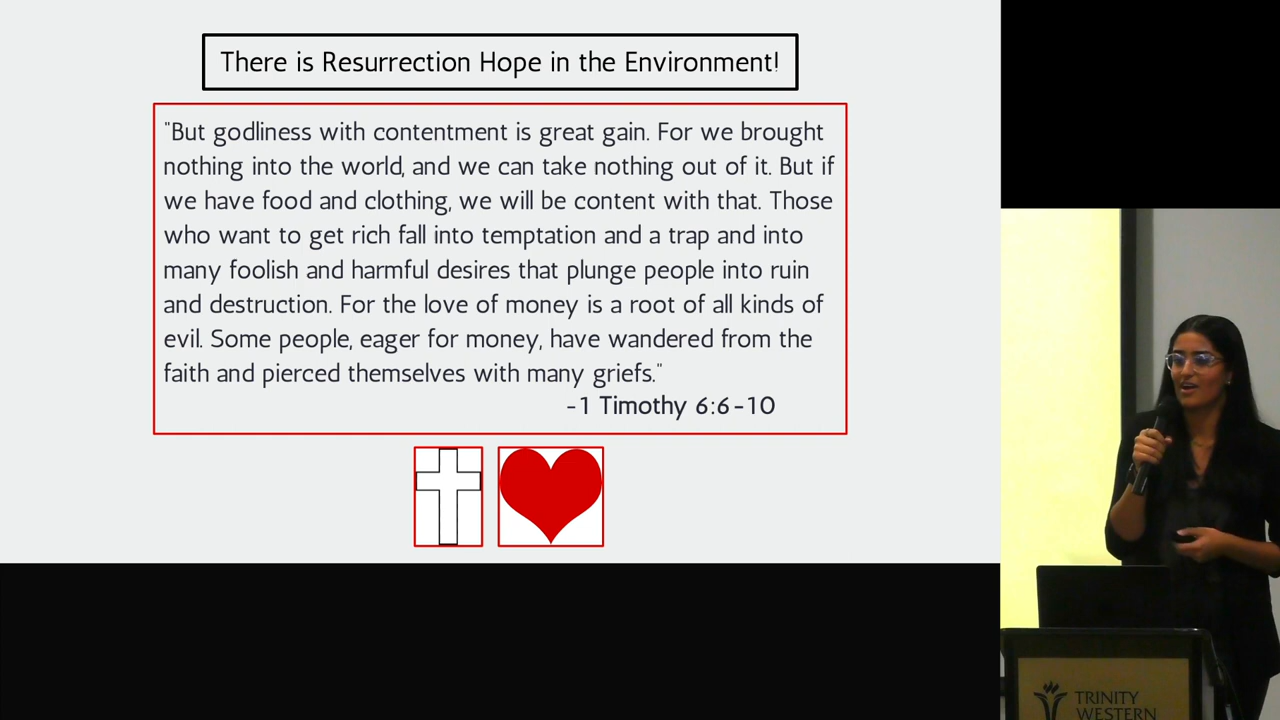 There is Resurrection Hope in the Environment!
"But godliness with contentment is great gain. For we brought
nothing into the world, and we can take nothing out of it. But if
we have food and clothing, we will be content with that. Those
who want to get rich fall into temptation and a trap and into
many foolish and harmful desires that plunge people into ruin
and destruction. For the love of money is a root of all kinds of
evil. Some people, eager for money, have wandered from the
faith and pierced themselves with many griefs."
-1 Timothy 6:6-10
TRINITY
WESTERN